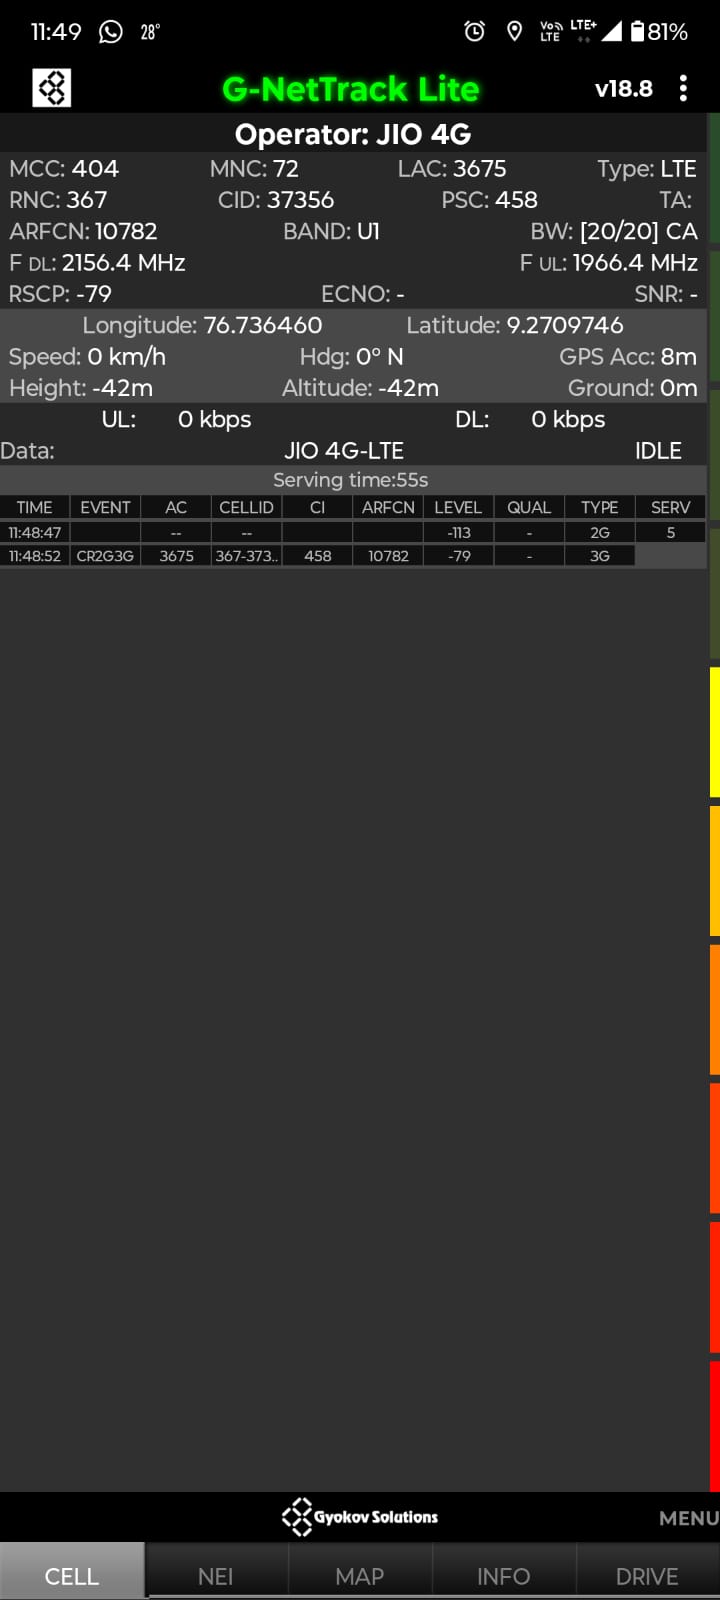 11:49 28° Vo LTE LTE+ 81%
G-NetTrack Lite v18.8
Operator: JIO 4G
MCC: 404 MNC: 72 LAC: 3675 Type: LTE
RNC: 367 CID: 37356 PSC: 458 TA:
ARFCN: 10782 BAND: U1 BW: [20/20] CA
F DL: 2156.4 MHz F UL: 1966.4 MHz
RSCP: -79 ECNO: - SNR: -
Longitude: 76.736460 Latitude: 9.2709746
Speed: 0 km/h Hdg: 0° N GPS Acc: 8m
Height: -42m Altitude: -42m Ground: 0m
UL: 0 kbps DL: 0 kbps
Data: JIO 4G-LTE IDLE
Serving time:55s
TIME EVENT AC CELLID CI ARFCN LEVEL QUAL TYPE SERV
11:48:47 -- -- -113 - 2G 5
11:48:52 CR2G3G 3675 367-373.. 458 10782 -79 - 3G
Gyokov Solutions MENU
CELL NEI MAP INFO DRIVE